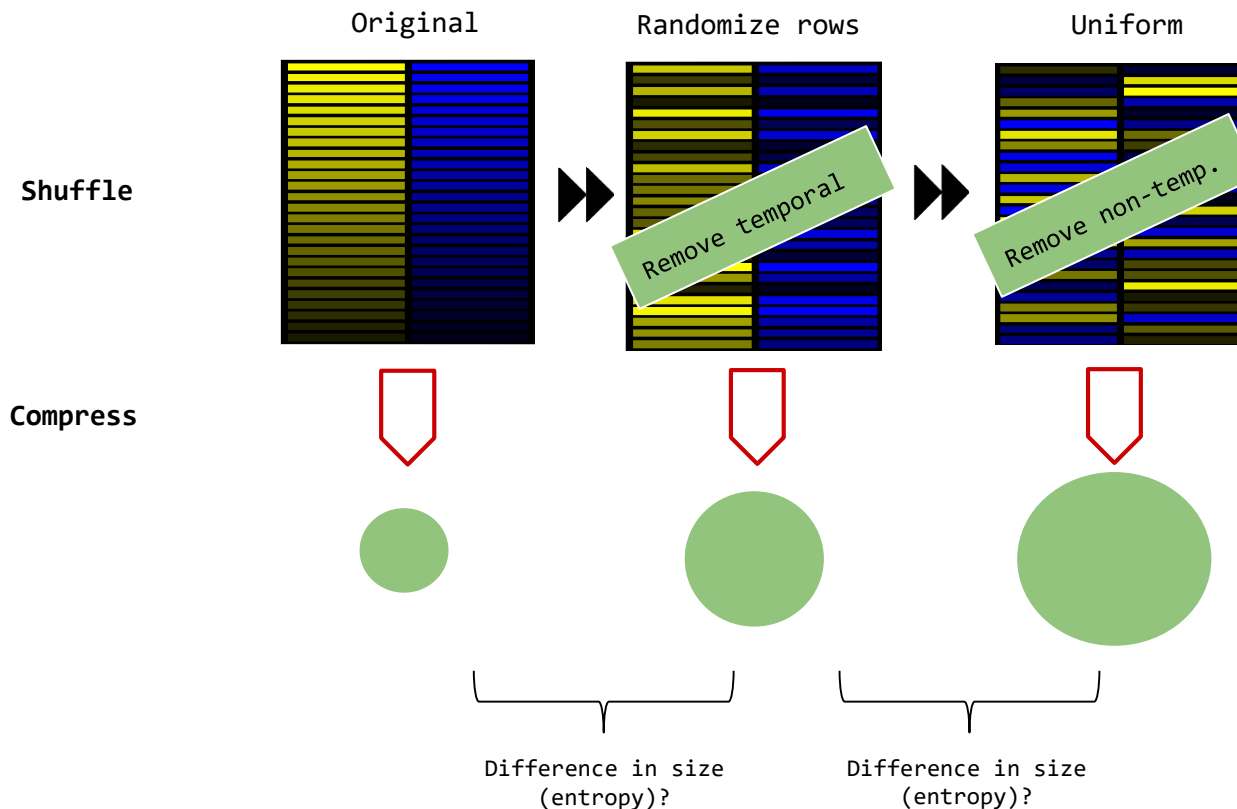 Original
Randomize rows
Uniform
Shuffle
Remove temporal
Remove non-temp.
Compress
Difference in size
(entropy)?
Difference in size
(entropy)?